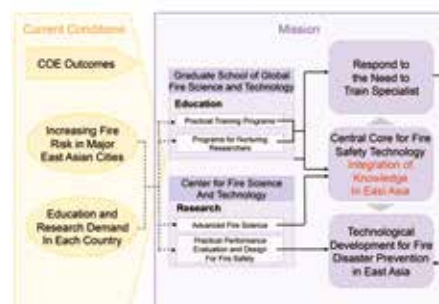 Current Conditions
Mission
COE Outcomes
Increasing Fire
Risk in Major
East Asian Cities
Education and
Research Demand
In Each Country
Graduate School of Global
Fire Science and Technology
Education
Practical Training Programs
Programs for Nurturing
Researchers
Center for Fire Science
And Technology
Research
Advanced Fire Science
Practical Performance
Evaluation and Design
For Fire Safety
Respond to
the Need to
Train Specialist
Central Core for Fire
Safety Technology
Integration of
Knowledge
In East Asia
Technological
Development for Fire
Disaster Prevention
in East Asia